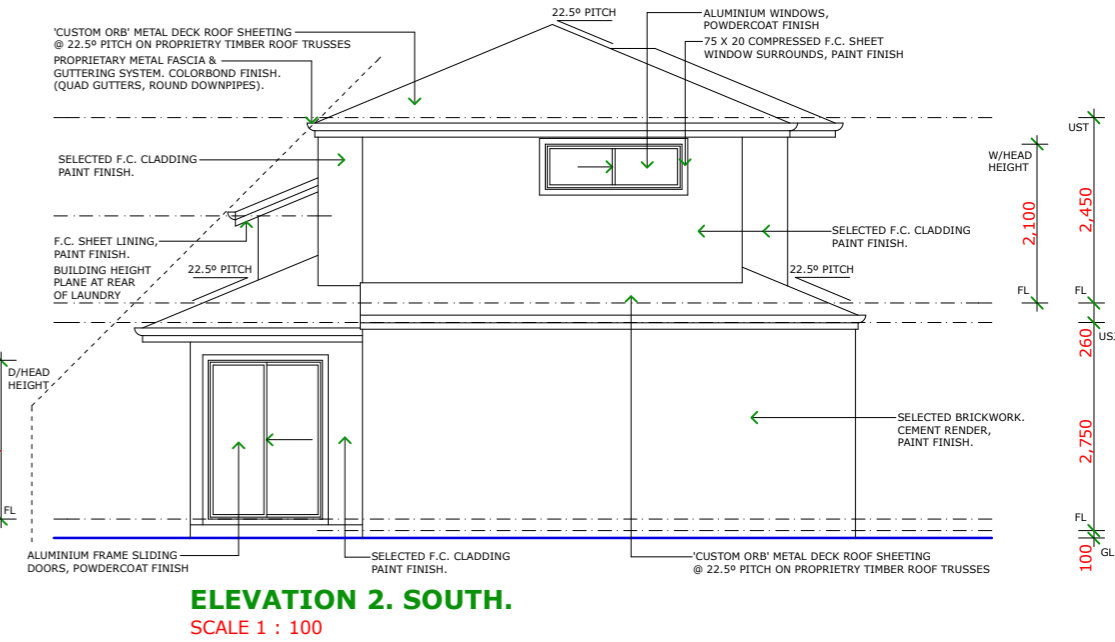 22.5º PITCH
ALUMINIUM WINDOWS,
POWDERCOAT FINISH
'CUSTOM ORB' METAL DECK ROOF SHEETING
@ 22.5º PITCH ON PROPRIETRY TIMBER ROOF TRUSSES
75 X 20 COMPRESSED F.C. SHEET
WINDOW SURROUNDS, PAINT FINISH
PROPRIETARY METAL FASCIA &
GUTTERING SYSTEM. COLORBOND FINISH.
(QUAD GUTTERS, ROUND DOWNPIPES).
UST
W/HEAD
HEIGHT
SELECTED F.C. CLADDING
PAINT FINISH.
2,100
2,450
SELECTED F.C. CLADDING
PAINT FINISH.
F.C. SHEET LINING,
PAINT FINISH.
BUILDING HEIGHT
PLANE AT REAR
OF LAUNDRY
22.5º PITCH
22.5º PITCH
FL
FL
260
D/HEAD
HEIGHT
SELECTED BRICKWORK.
CEMENT RENDER,
PAINT FINISH.
2,750
FL
FL
100
GL
ALUMINIUM FRAME SLIDING
DOORS, POWDERCOAT FINISH
SELECTED F.C. CLADDING
PAINT FINISH.
'CUSTOM ORB' METAL DECK ROOF SHEETING
@ 22.5º PITCH ON PROPRIETRY TIMBER ROOF TRUSSES
ELEVATION 2. SOUTH.
SCALE 1 : 100